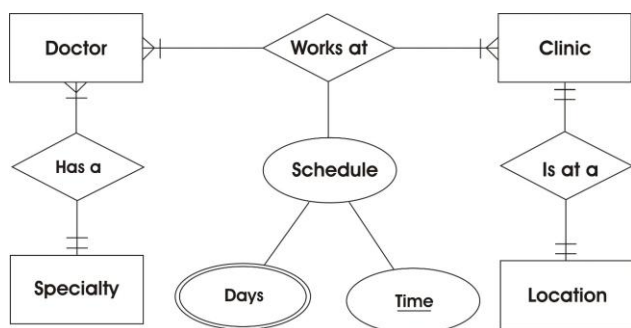 Doctor
Works at
Clinic
Has a
Schedule
Is at a
Specialty
Days
Time
Location